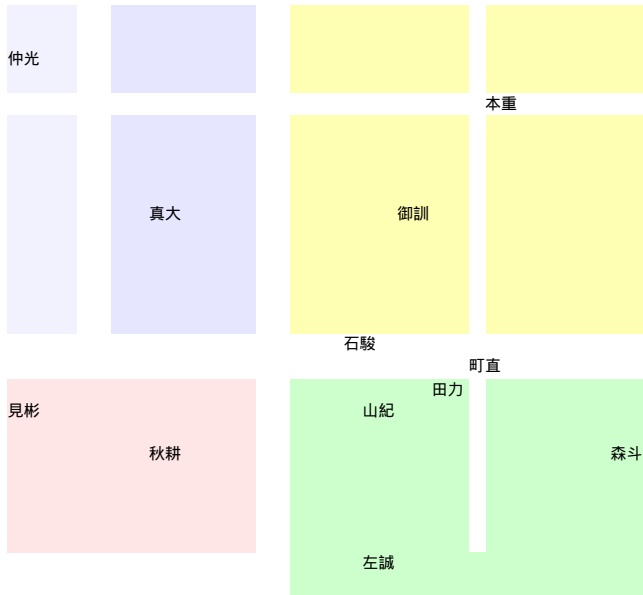 仲光
本重
真大
御訓
石駿
町直
田力
見彬
山紀
秋耕
森斗
左誠